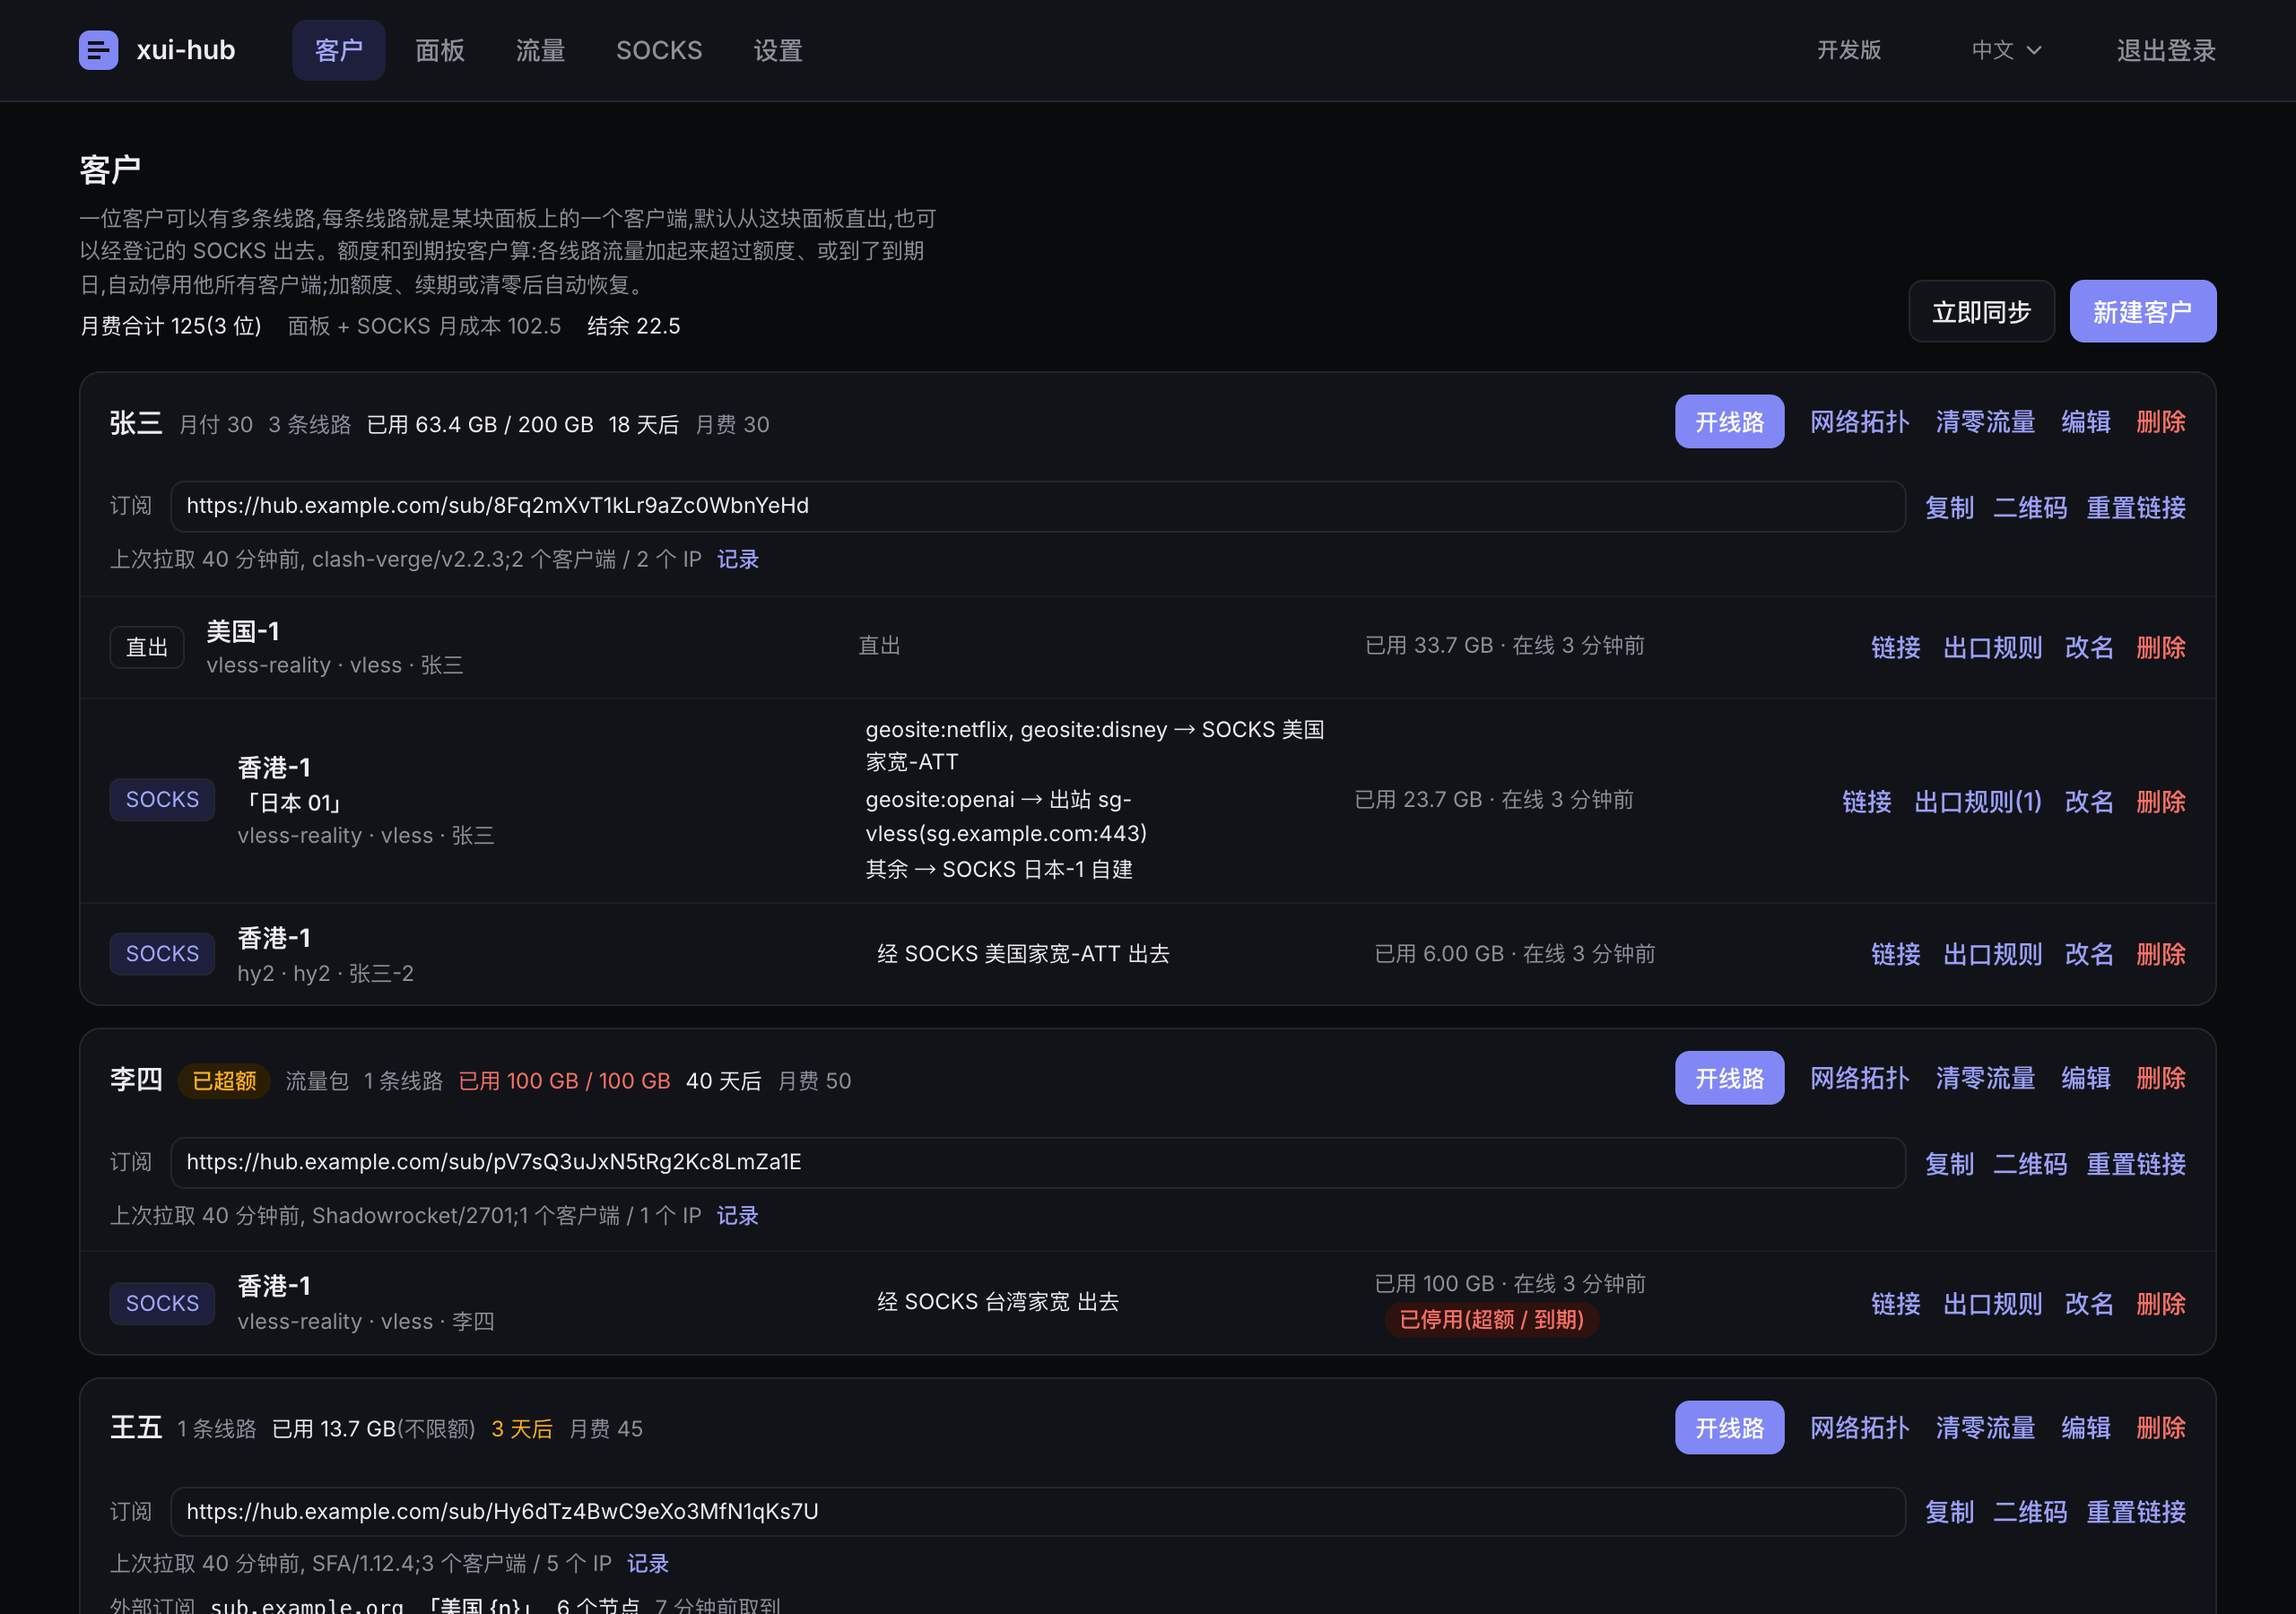 xui-hub 客户 面板 流量 SOCKS 设置 开发版 中文 退出登录
客户
一位客户可以有多条线路,每条线路就是某块面板上的一个客户端,默认从这块面板直出,也可
以经登记的 SOCKS 出去。额度和到期按客户算:各线路流量加起来超过额度、或到了到期
日,自动停用他所有客户端;加额度、续期或清零后自动恢复。
月费合计 125(3 位) 面板 + SOCKS 月成本 102.5 结余 22.5
立即同步 新建客户
张三 月付 30 3 条线路 已用 63.4 GB / 200 GB 18 天后 月费 30 开线路 网络拓扑 清零流量 编辑 删除
订阅 https://hub.example.com/sub/8Fq2mXvT1kLr9aZc0WbnYeHd 复制 二维码 重置链接
上次拉取 40 分钟前, clash-verge/v2.2.3;2 个客户端 / 2 个 IP 记录
直出 美国-1 直出 已用 33.7 GB · 在线 3 分钟前 链接 出口规则 改名 删除
vless-reality · vless · 张三
geosite:netflix, geosite:disney → SOCKS 美国
家宽-ATT
SOCKS 香港-1 geosite:openai → 出站 sg- 已用 23.7 GB · 在线 3 分钟前 链接 出口规则(1) 改名 删除
「日本 01」
vless-reality · vless · 张三 vless(sg.example.com:443)
其余 → SOCKS 日本-1 自建
SOCKS 香港-1 经 SOCKS 美国家宽-ATT 出去 已用 6.00 GB · 在线 3 分钟前 链接 出口规则 改名 删除
hy2 · hy2 · 张三-2
李四 已超额 流量包 1 条线路 已用 100 GB / 100 GB 40 天后 月费 50 开线路 网络拓扑 清零流量 编辑 删除
订阅 https://hub.example.com/sub/pV7sQ3uJxN5tRg2Kc8LmZa1E 复制 二维码 重置链接
上次拉取 40 分钟前, Shadowrocket/2701;1 个客户端 / 1 个 IP 记录
SOCKS 香港-1 经 SOCKS 台湾家宽 出去 已用 100 GB · 在线 3 分钟前 链接 出口规则 改名 删除
vless-reality · vless · 李四 已停用(超额 / 到期)
王五 1 条线路 已用 13.7 GB(不限额) 3 天后 月费 45 开线路 网络拓扑 清零流量 编辑 删除
订阅 https://hub.example.com/sub/Hy6dTz4BwC9eXo3MfN1qKs7U 复制 二维码 重置链接
上次拉取 40 分钟前, SFA/1.12.4;3 个客户端 / 5 个 IP 记录
外部订阅 sub.example.org 「美国 {n}」 6 个节点 7 分钟前取到